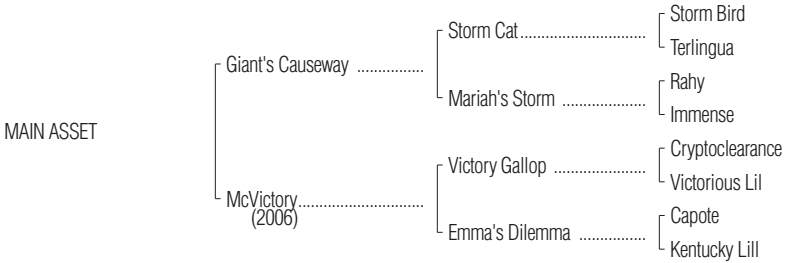 Storm Bird
Storm Cat
Terlingua
Giant's Causeway
Rahy
Mariah's Storm
Immense
MAIN ASSET
Cryptoclearance
Victory Gallop
Victorious Lil
McVictory
(2006)
Capote
Emma's Dilemma
Kentucky Lill